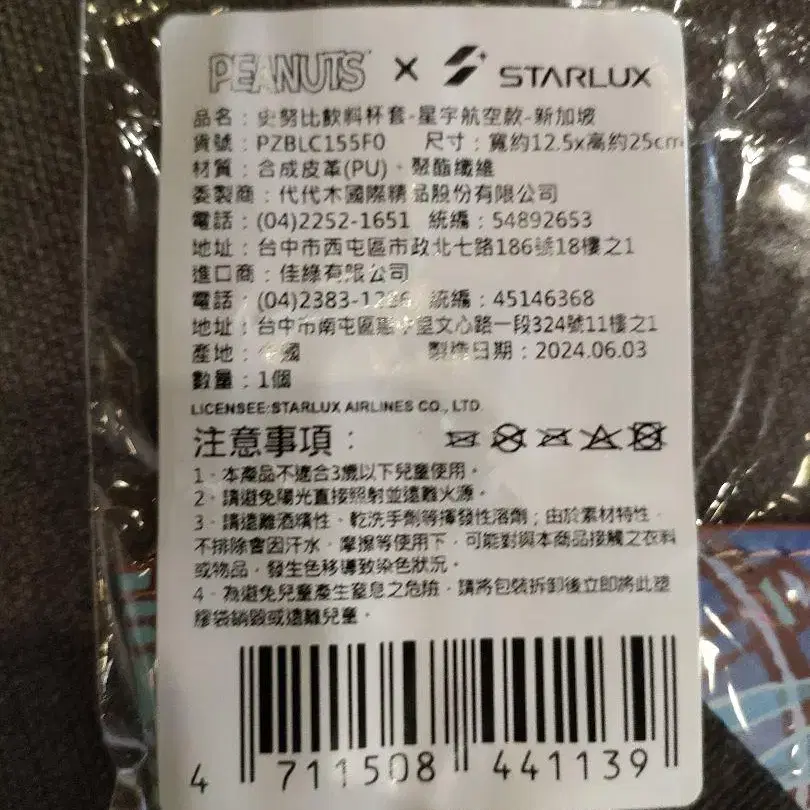 PEANUTS × STARLUX
品名：史努比飲料杯套-星宇航空款-新加坡
貨號：PZBLC155F0 尺寸：寬約12.5x高約25cm
材質：合成皮革(PU)、聚酯纖維
委製商：代代木國際精品股份有限公司
電話：(04)2252-1651 統編：54892653
地址：台中市西屯區市政北七路186號18樓之1
進口商：佳綠有限公司
電話：(04)2383-1286 統編：45146368
地址：台中市南屯區惠中里文心路一段324號11樓之1
產地：中國 製造日期：2024.06.03
數量：1個
LICENSEE:STARLUX AIRLINES CO., LTD.
注意事項：
1、本產品不適合3歲以下兒童使用。
2、請避免陽光直接照射並遠離火源。
3、請遠離酒精性、乾洗手劑等揮發性溶劑；由於素材特性，
不排除會因汗水、摩擦等使用下，可能對與本商品接觸之衣料
或物品，發生色移導致染色狀況。
4、為避免兒童產生窒息之危險，請將包裝拆卸後立即將此塑
膠袋銷毀或遠離兒童。
4 711508 441139